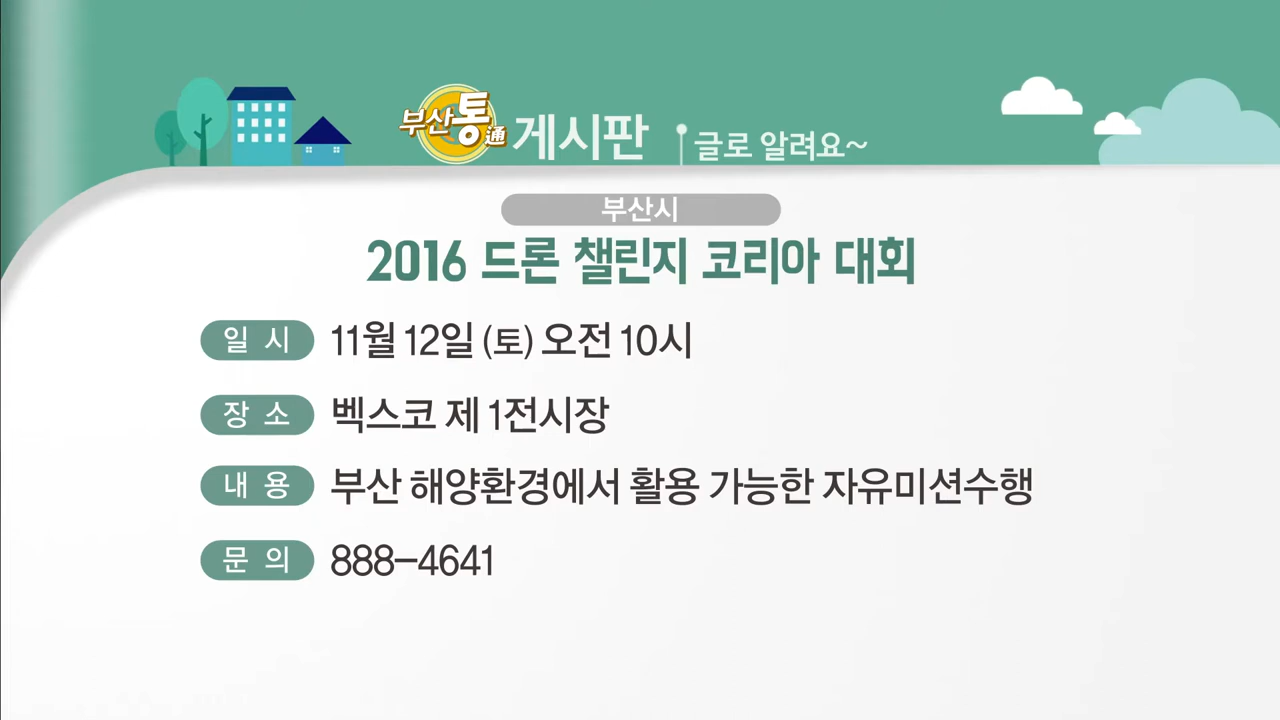 부산통通 게시판 글로 알려요~
부산시
2016 드론 챌린지 코리아 대회
일 시 11월 12일 (토) 오전 10시
장 소 벡스코 제 1전시장
내 용 부산 해양환경에서 활용 가능한 자유미션수행
문 의 888-4641